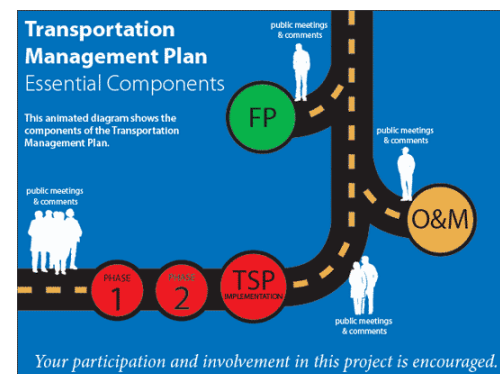 Transportation
Management Plan
Essential Components
This animated diagram shows the
components of the Transportation
Management Plan.
public meetings
& comments
FP
public meetings
& comments
O&M
public meetings
& comments
PHASE
1
PHASE
2
TSP
IMPLEMENTATION
public meetings
& comments
Your participation and involvement in this project is encouraged.